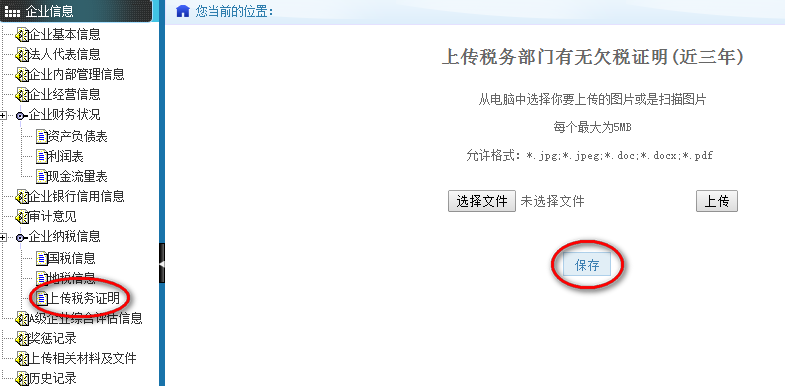 企业信息
企业基本信息
法人代表信息
企业内部管理信息
企业经营信息
企业财务状况
资产负债表
利润表
现金流量表
企业银行信用信息
审计意见
企业纳税信息
国税信息
地税信息
上传税务证明
A级企业综合评估信息
奖惩记录
上传相关材料及文件
历史记录
您当前的位置：
上传税务部门有无欠税证明(近三年)
从电脑中选择你要上传的图片或是扫描图片
每个最大为5MB
允许格式：*.jpg;*.jpeg;*.doc;*.docx;*.pdf
选择文件 未选择文件 上传
保存